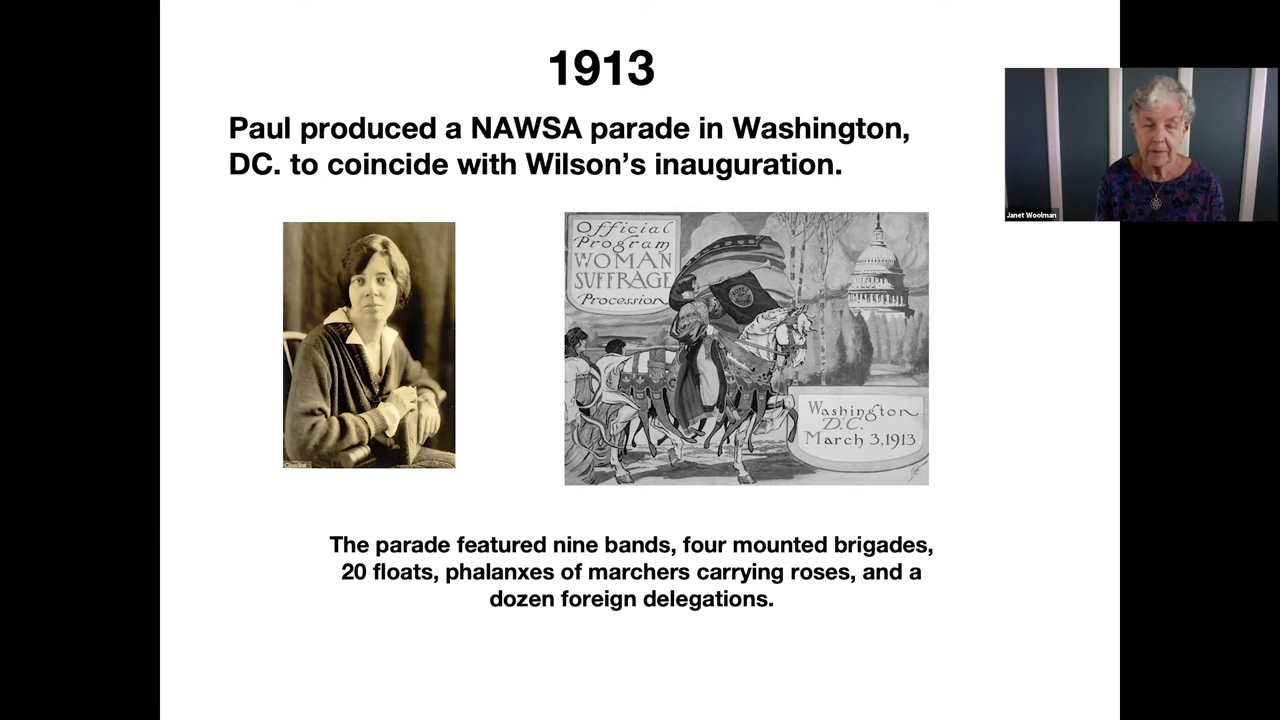 1913
Paul produced a NAWSA parade in Washington,
DC. to coincide with Wilson’s inauguration.
Janet Woolman
Official
Program
WOMAN
SUFFRAGE
Procession
Washington
D.C.
March 3, 1913
The parade featured nine bands, four mounted brigades,
20 floats, phalanxes of marchers carrying roses, and a
dozen foreign delegations.